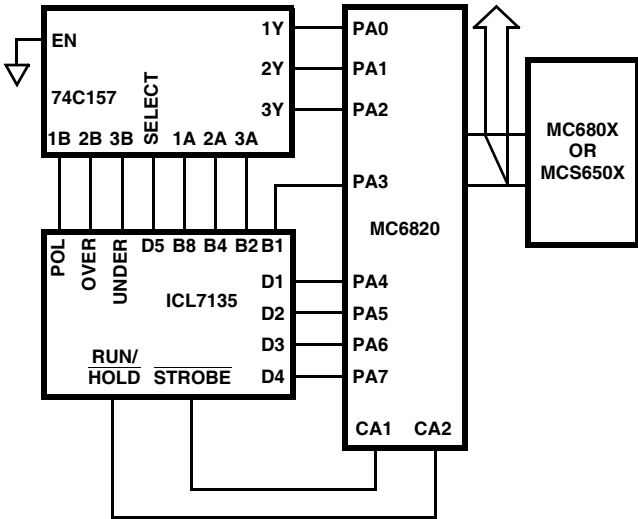 EN
74C157
SELECT
1Y
2Y
3Y
1B 2B 3B 1A 2A 3A
PA0
PA1
PA2
PA3
MC6820
PA4
PA5
PA6
PA7
CA1 CA2
MC680X
OR
MCS650X
POL
OVER
UNDER
D5 B8 B4 B2 B1
ICL7135
D1
D2
D3
D4
RUN/
HOLD STROBE